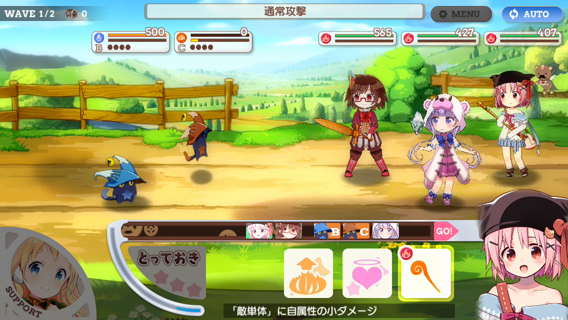 WAVE 1/2 0
通常攻撃
MENU
AUTO
500
B
0
C
565
427
407
B
C
GO!
とっておき
SUPPORT
「敵単体」に自属性の小ダメージ